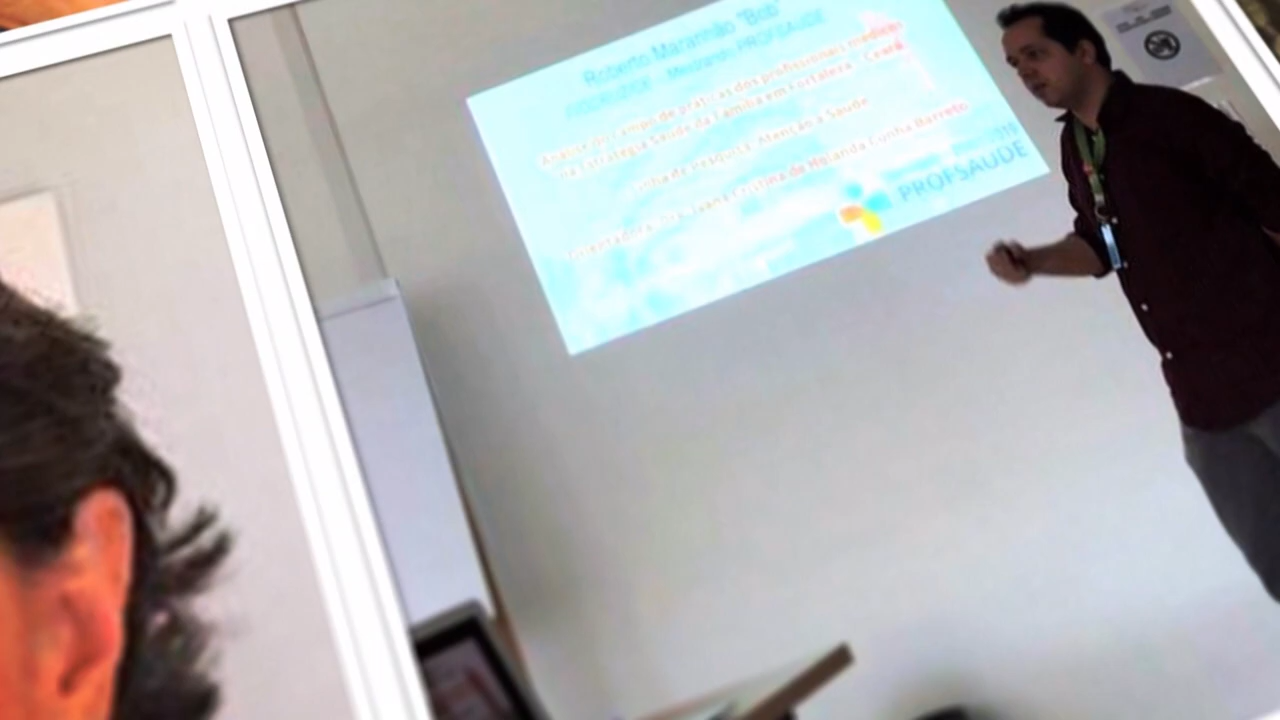 Roberto Maranhão "Bob"
Mestrando PROFSAUDE
Análise do campo de práticas dos profissionais médicos
na Estratégia Saúde da Família em Fortaleza - Ceará
Linha de Pesquisa: Atenção à Saúde
Orientadora: Dra. Ivana Cristina de Holanda Cunha Barreto
PROFSAUDE